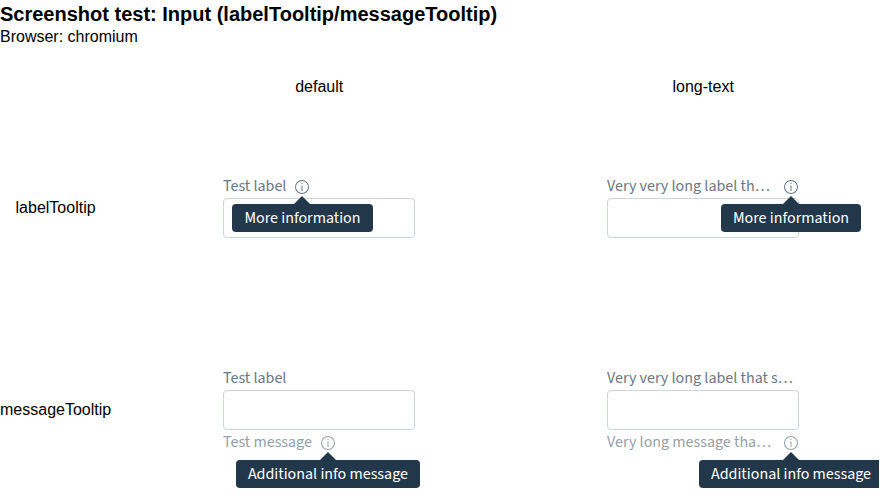 Screenshot test: Input (labelTooltip/messageTooltip)
Browser: chromium
default long-text
Test label Very very long label th…
labelTooltip More information More information
Test label Very very long label that s…
messageTooltip
Test message Very long message tha…
Additional info message Additional info message